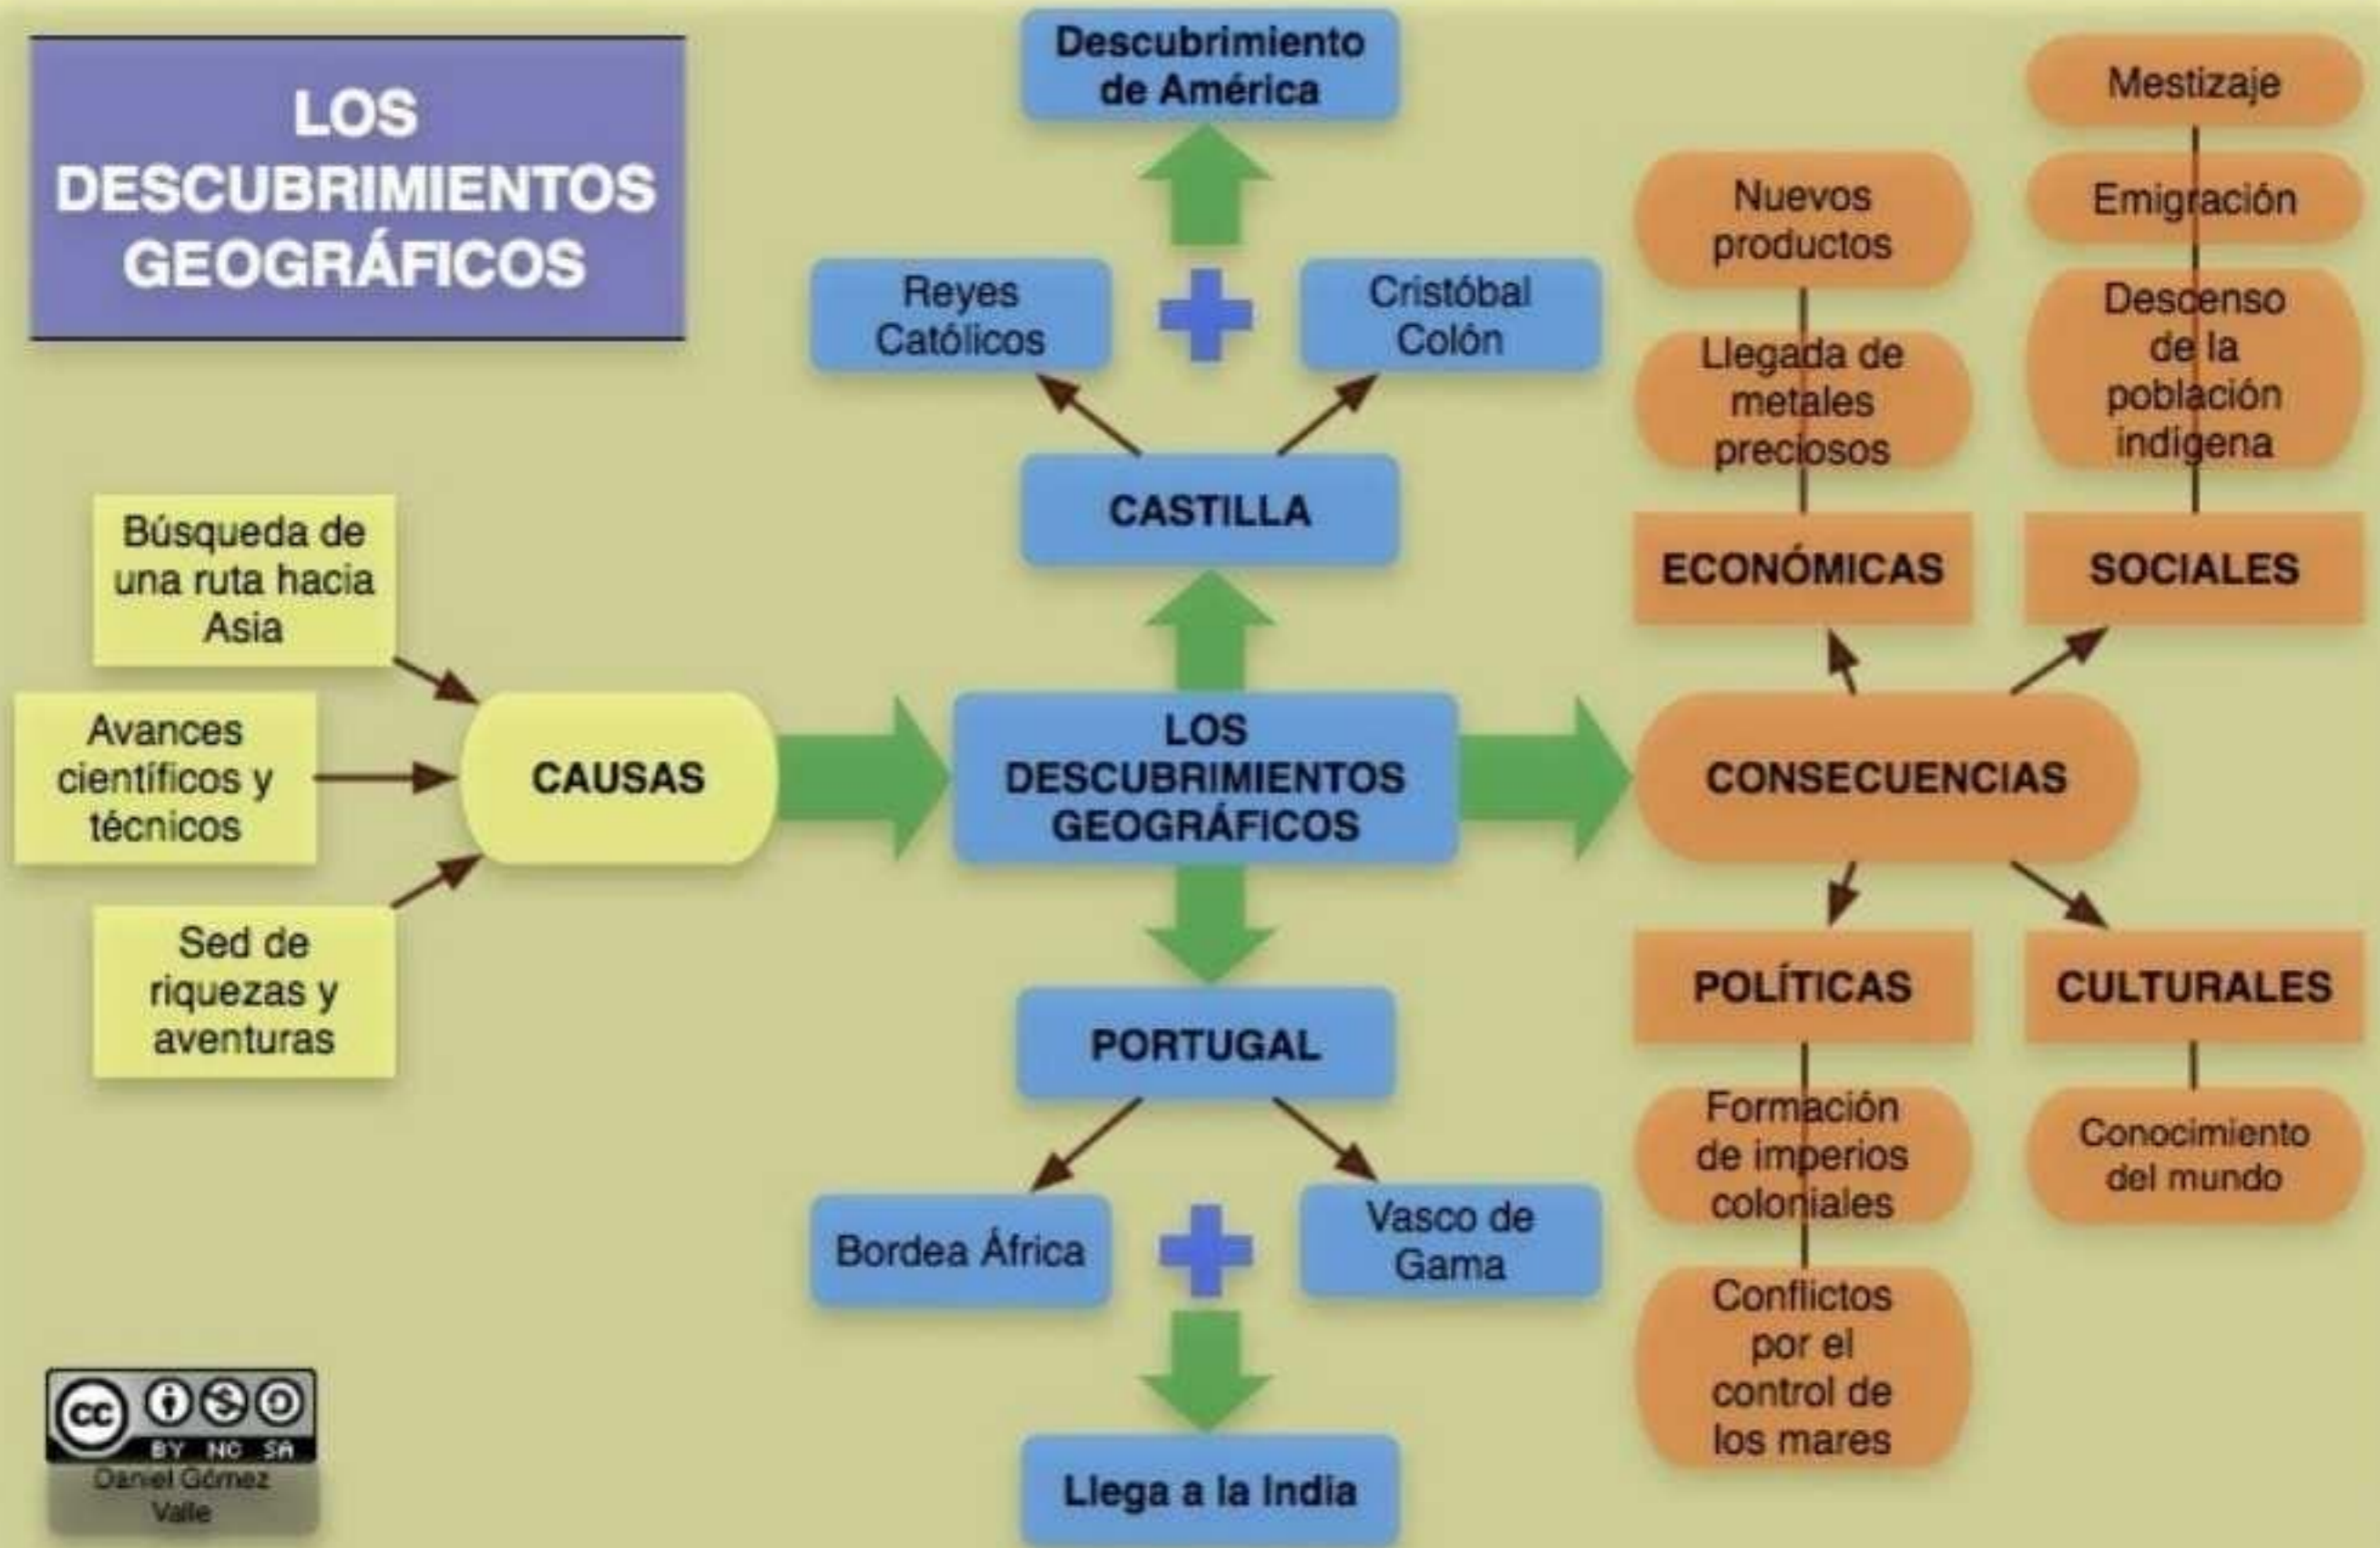 LOS
DESCUBRIMIENTOS
GEOGRÁFICOS
Descubrimiento
de América
Reyes
Católicos
Cristóbal
Colón
CASTILLA
Búsqueda de
una ruta hacia
Asia
Avances
científicos y
técnicos
Sed de
riquezas y
aventuras
CAUSAS
LOS
DESCUBRIMIENTOS
GEOGRÁFICOS
PORTUGAL
Bordea África
Vasco de
Gama
Llega a la India
CONSECUENCIAS
Nuevos
productos
Llegada de
metales
preciosos
ECONÓMICAS
Mestizaje
Emigración
Descenso
de la
población
indigena
SOCIALES
POLÍTICAS
Formación
de imperios
coloniales
Conflictos
por el
control de
los mares
CULTURALES
Conocimiento
del mundo
cc
BY NC SA
Daniel Gómez
Valle